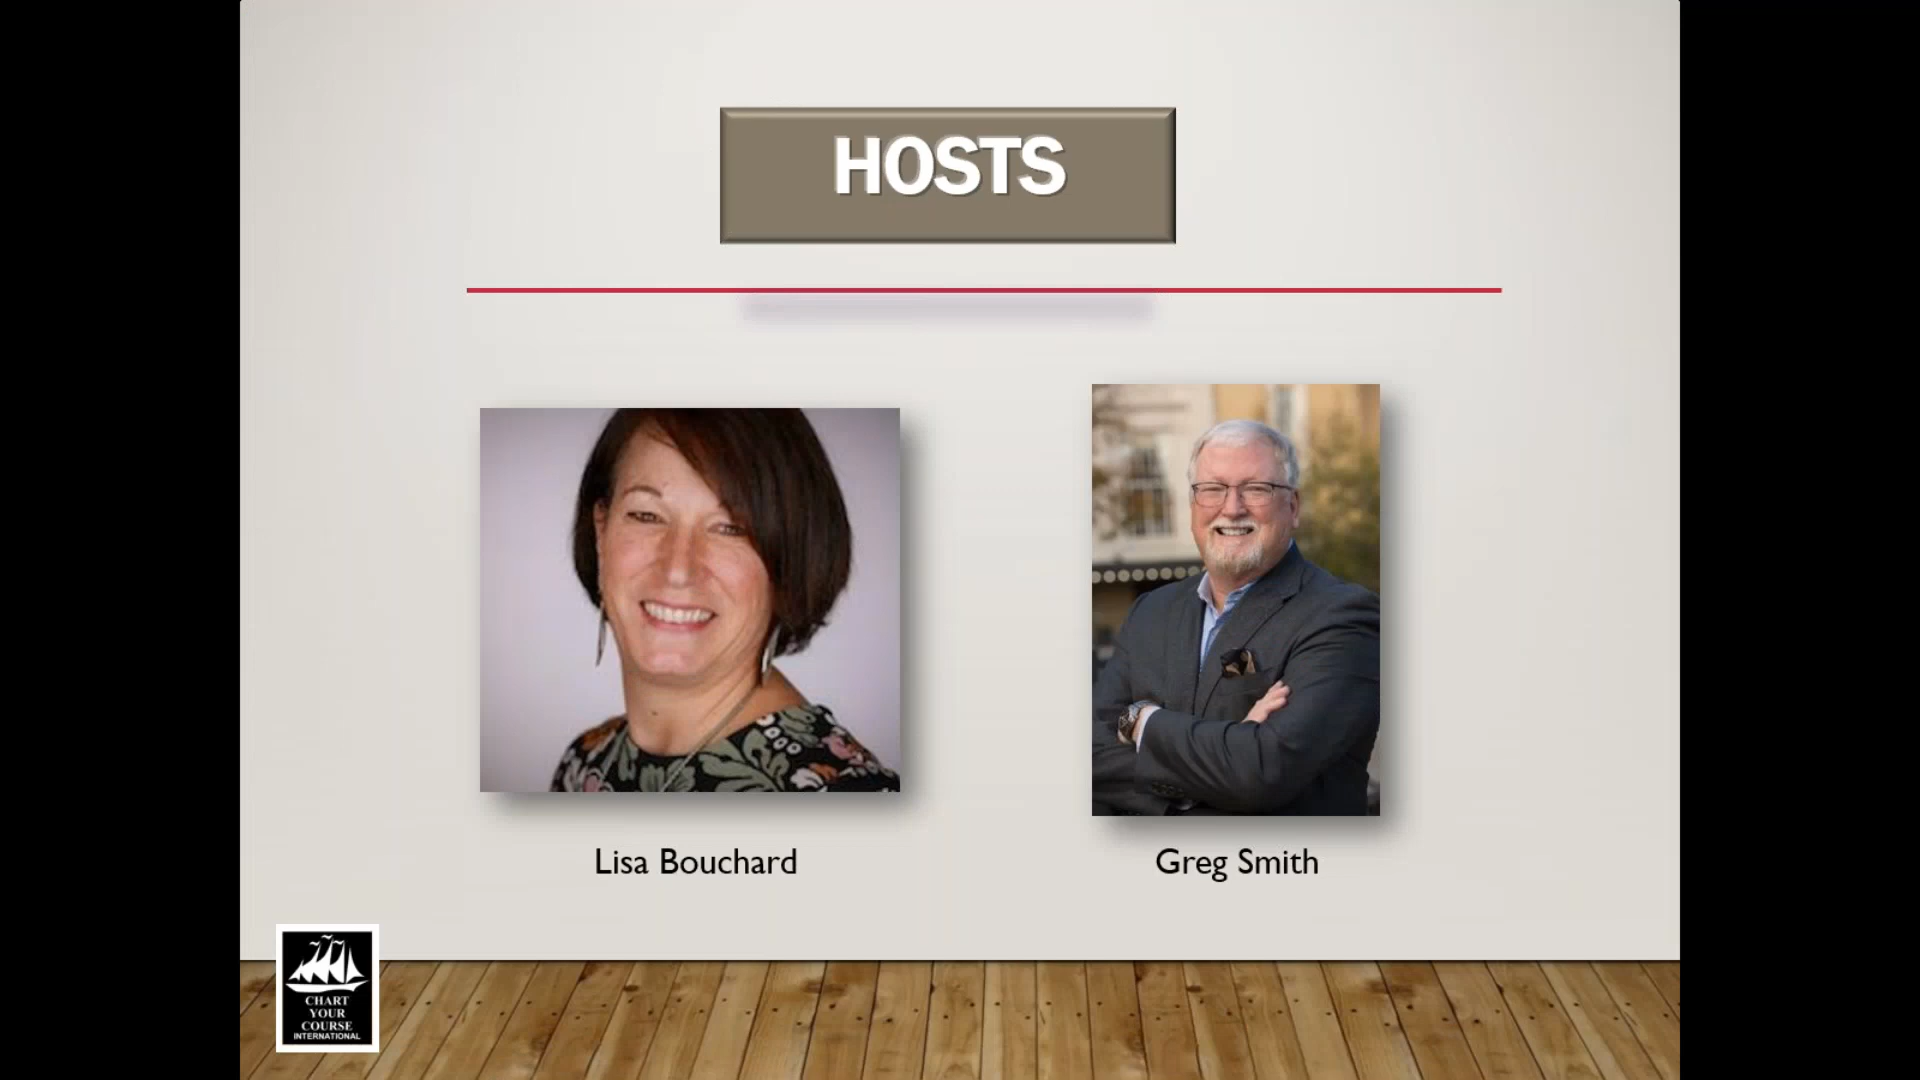 HOSTS
Lisa Bouchard
Greg Smith
CHART
YOUR
COURSE
INTERNATIONAL